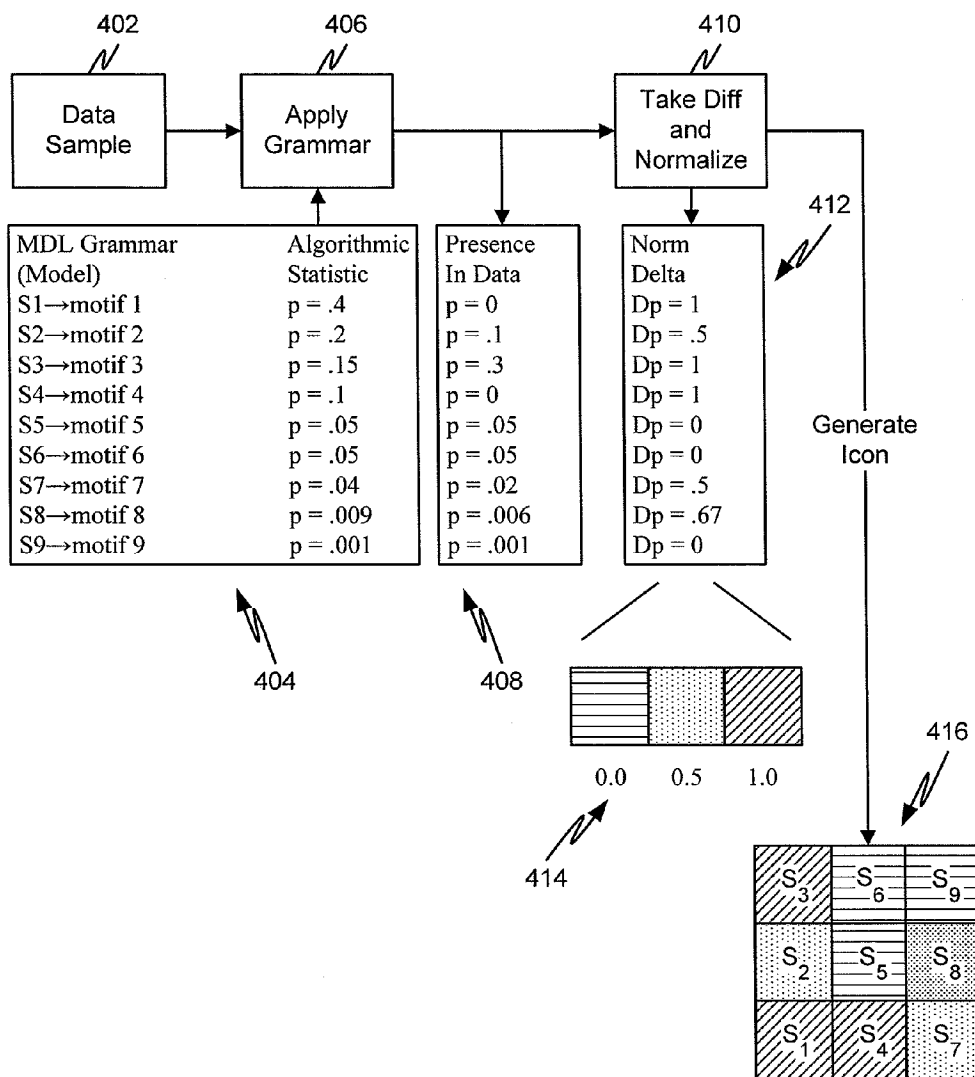 402
406
410
Data
Sample
Apply
Grammar
Take Diff
and
Normalize
412
MDL Grammar Algorithmic
(Model) Statistic
S1→motif 1 p = .4
S2→motif 2 p = .2
S3→motif 3 p = .15
S4→motif 4 p = .1
S5→motif 5 p = .05
S6→motif 6 p = .05
S7→motif 7 p = .04
S8→motif 8 p = .009
S9→motif 9 p = .001
Presence
In Data
p = 0
p = .1
p = .3
p = 0
p = .05
p = .05
p = .02
p = .006
p = .001
Norm
Delta
Dp = 1
Dp = .5
Dp = 1
Dp = 1
Dp = 0
Dp = 0
Dp = .5
Dp = .67
Dp = 0
Generate
Icon
404
408
0.0 0.5 1.0
414
416
S3 S6 S9
S2 S5 S8
S1 S4 S7